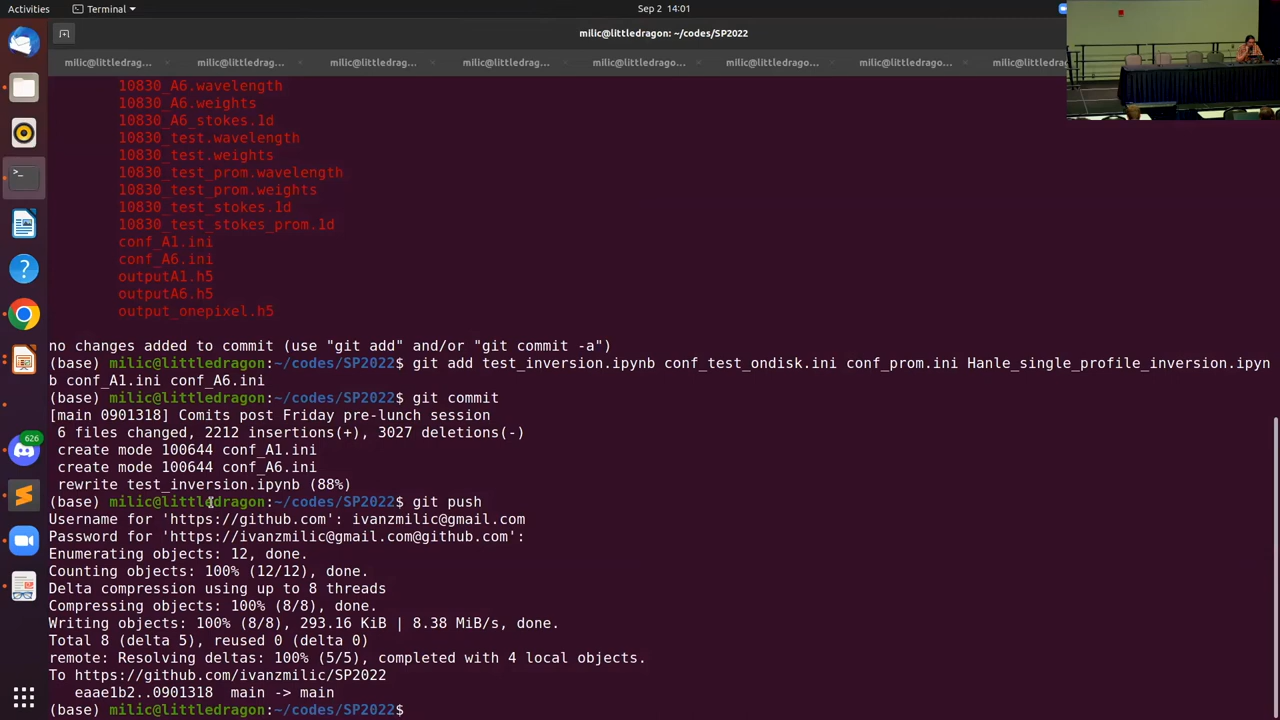 Activities
Terminal
Sep 2 14:01
milic@littledragon: ~/codes/SP2022
milic@littledrag... milic@littledrag... milic@littledrag... milic@littledrag... milic@littledrago... milic@littledrago... milic@littledrago... milic@littledrag
10830_A6.wavelength
10830_A6.weights
10830_A6_stokes.1d
10830_test.wavelength
10830_test.weights
10830_test_prom.wavelength
10830_test_prom.weights
10830_test_stokes.1d
10830_test_stokes_prom.1d
conf_A1.ini
conf_A6.ini
outputA1.h5
outputA6.h5
output_onepixel.h5
no changes added to commit (use "git add" and/or "git commit -a")
(base) milic@littledragon:~/codes/SP2022$ git add test_inversion.ipynb conf_test_ondisk.ini conf_prom.ini Hanle_single_profile_inversion.ipyn
b conf_A1.ini conf_A6.ini
(base) milic@littledragon:~/codes/SP2022$ git commit
[main 0901318] Comits post Friday pre-lunch session
6 files changed, 2212 insertions(+), 3027 deletions(-)
create mode 100644 conf_A1.ini
create mode 100644 conf_A6.ini
rewrite test_inversion.ipynb (88%)
(base) milic@littledragon:~/codes/SP2022$ git push
Username for 'https://github.com': ivanzmilic@gmail.com
Password for 'https://ivanzmilic@gmail.com@github.com':
Enumerating objects: 12, done.
Counting objects: 100% (12/12), done.
Delta compression using up to 8 threads
Compressing objects: 100% (8/8), done.
Writing objects: 100% (8/8), 293.16 KiB | 8.38 MiB/s, done.
Total 8 (delta 5), reused 0 (delta 0)
remote: Resolving deltas: 100% (5/5), completed with 4 local objects.
To https://github.com/ivanzmilic/SP2022
eaae1b2..0901318 main -> main
(base) milic@littledragon:~/codes/SP2022$
626